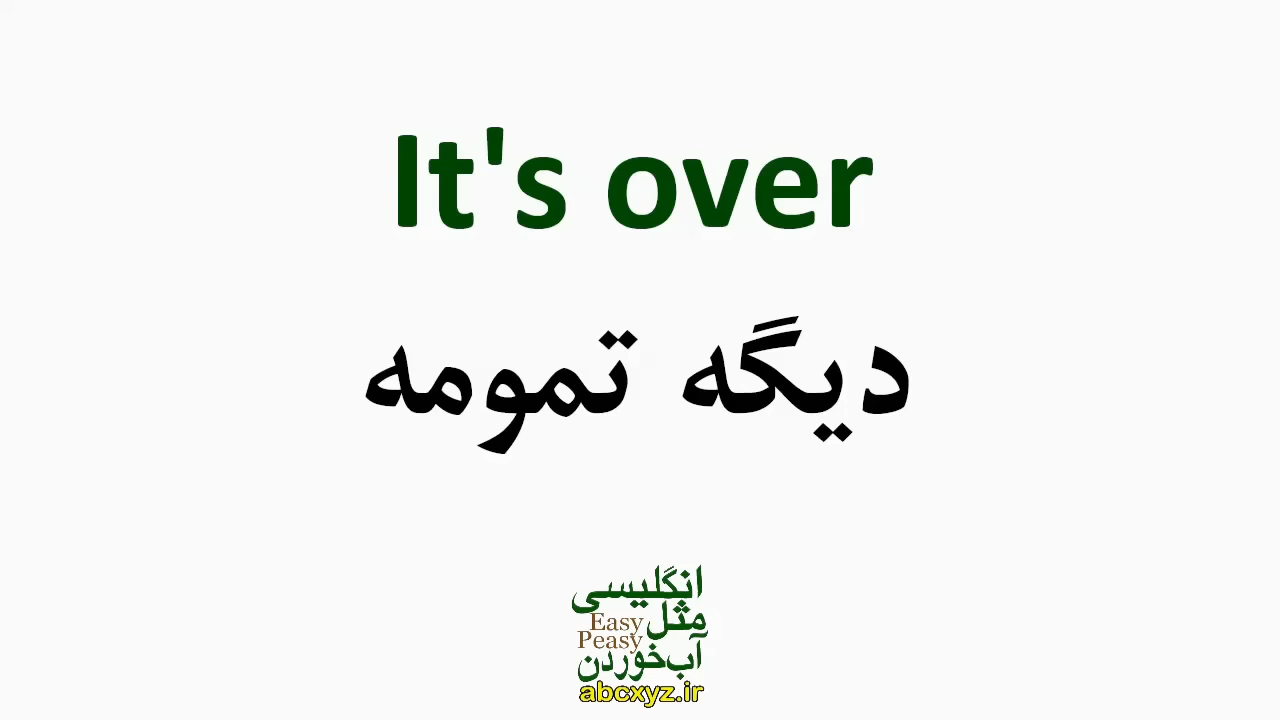 It's over
دیگه تمومه
انگلیسی
مثل Easy
Peasy
آب‌خوردن
abcxyz.ir